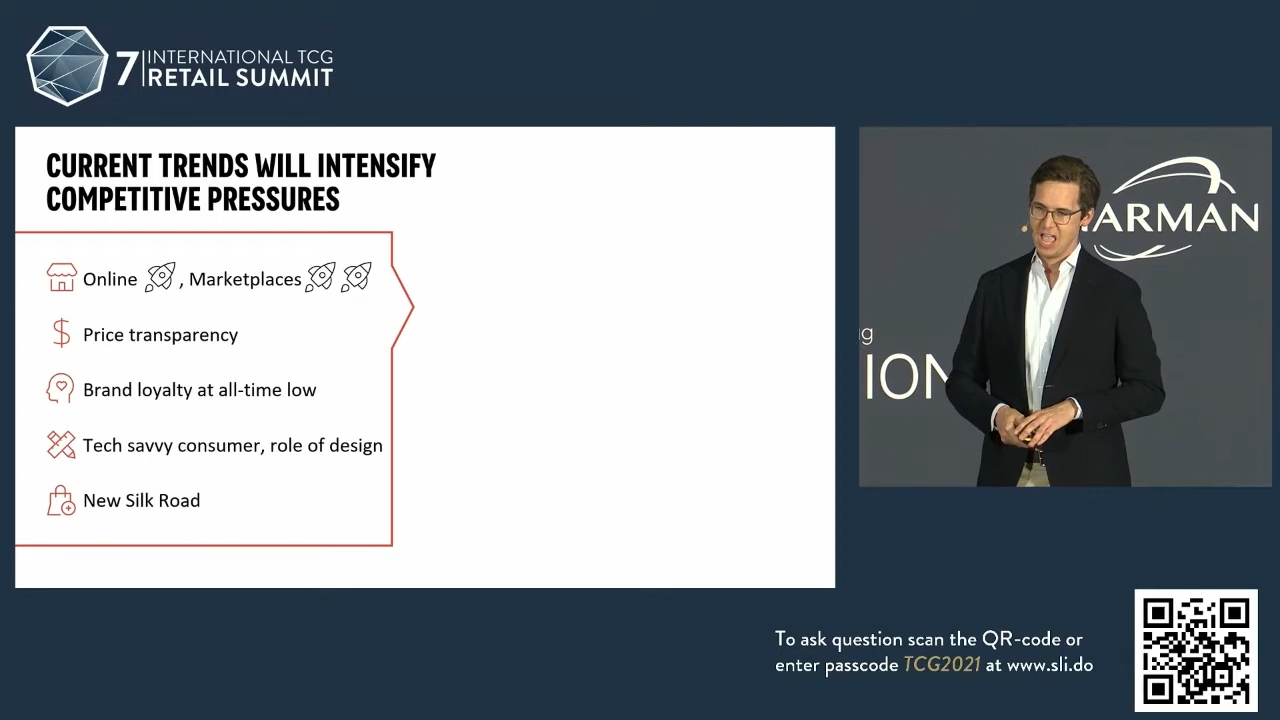 7 INTERNATIONAL TCG
RETAIL SUMMIT
CURRENT TRENDS WILL INTENSIFY
COMPETITIVE PRESSURES
Online , Marketplaces
Price transparency
Brand loyalty at all-time low
Tech savvy consumer, role of design
New Silk Road
ARMAN
g
ION
To ask question scan the QR-code or
enter passcode TCG2021 at www.sli.do